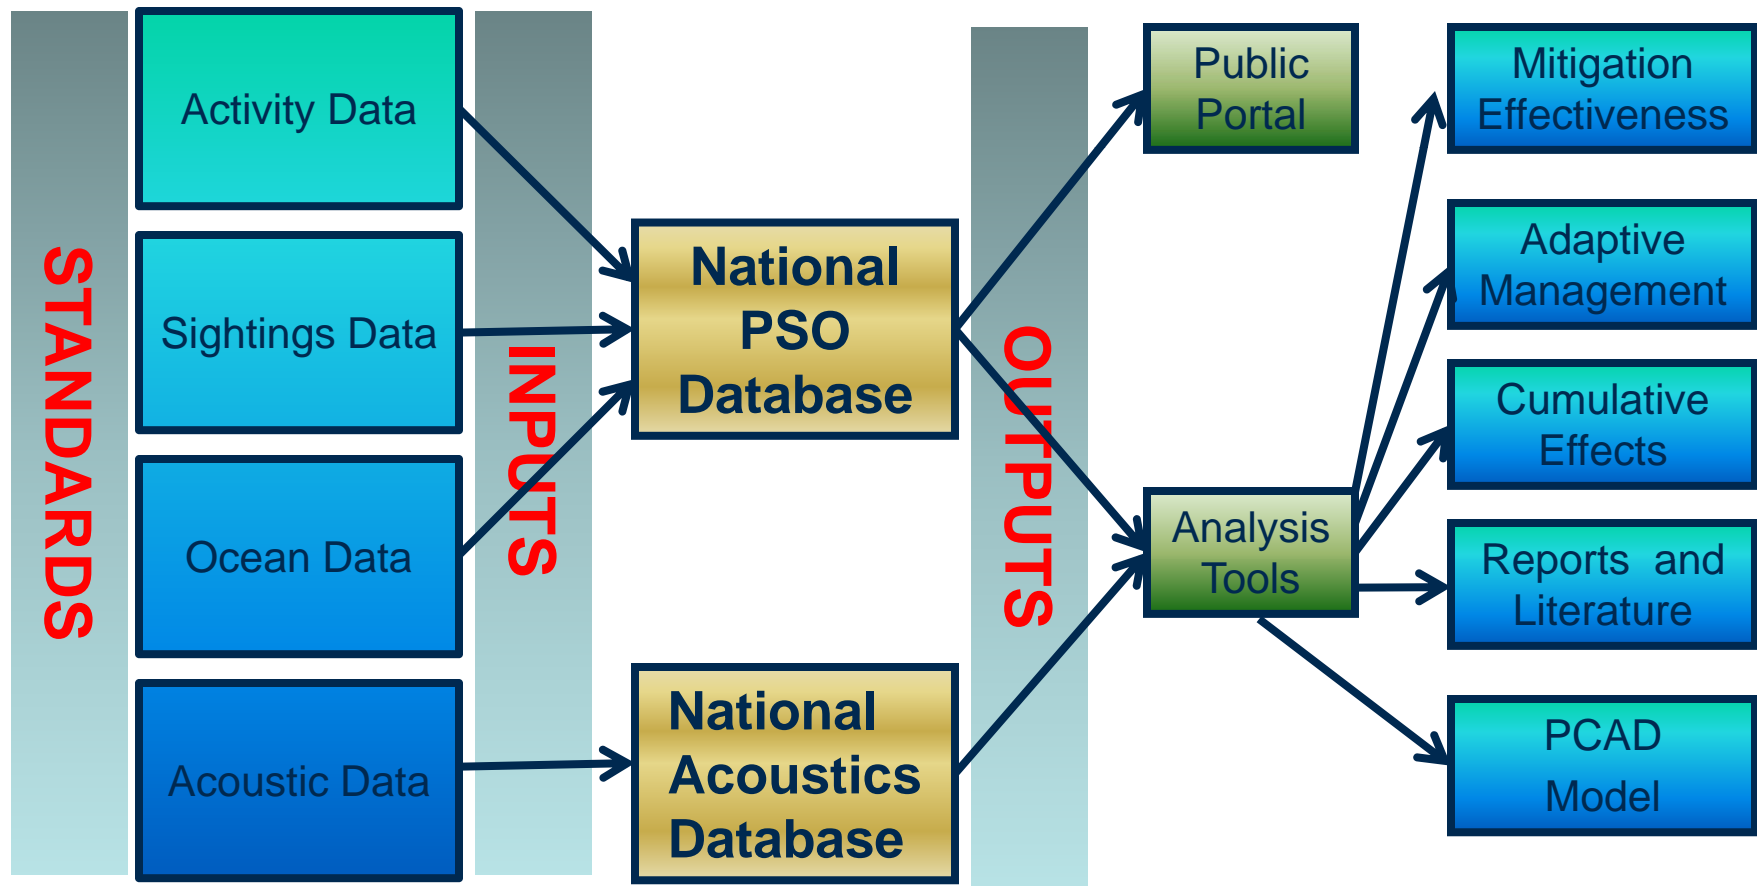 STANDARDS
Activity Data
Sightings Data
Ocean Data
Acoustic Data
INPUTS
National
PSO
Database
National
Acoustics
Database
OUTPUTS
Public
Portal
Analysis
Tools
Mitigation
Effectiveness
Adaptive
Management
Cumulative
Effects
Reports and
Literature
PCAD
Model